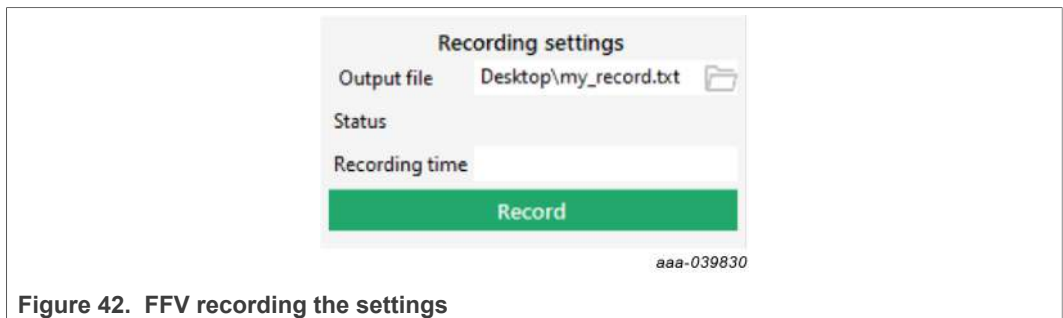 Recording settings
Output file Desktop\my_record.txt
Status
Recording time
Record
aaa-039830
Figure 42. FFV recording the settings